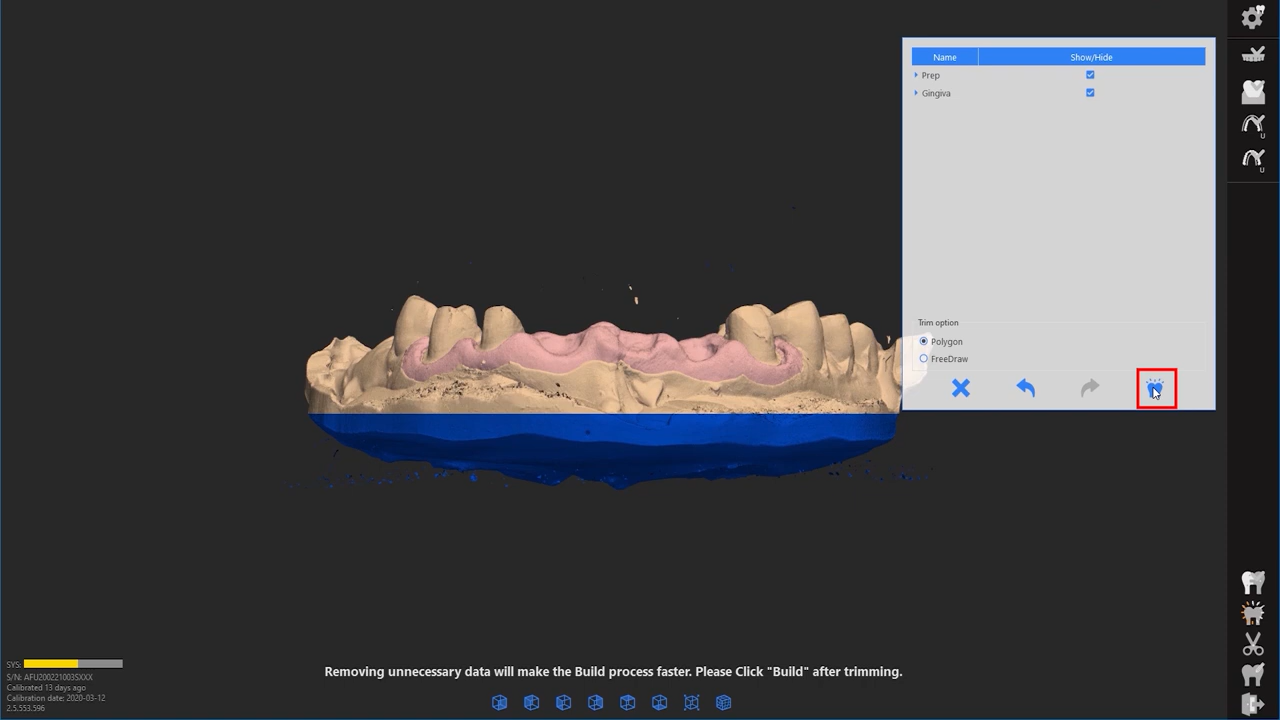 Name Show/Hide
Prep
Gingiva
Trim option
Polygon
FreeDraw
U
U
SYS:
S/N: AFU200221003SXXX
Calibrated 13 days ago
Calibration date: 2020-03-12
2.5.553.596
Removing unnecessary data will make the Build process faster. Please Click "Build" after trimming.